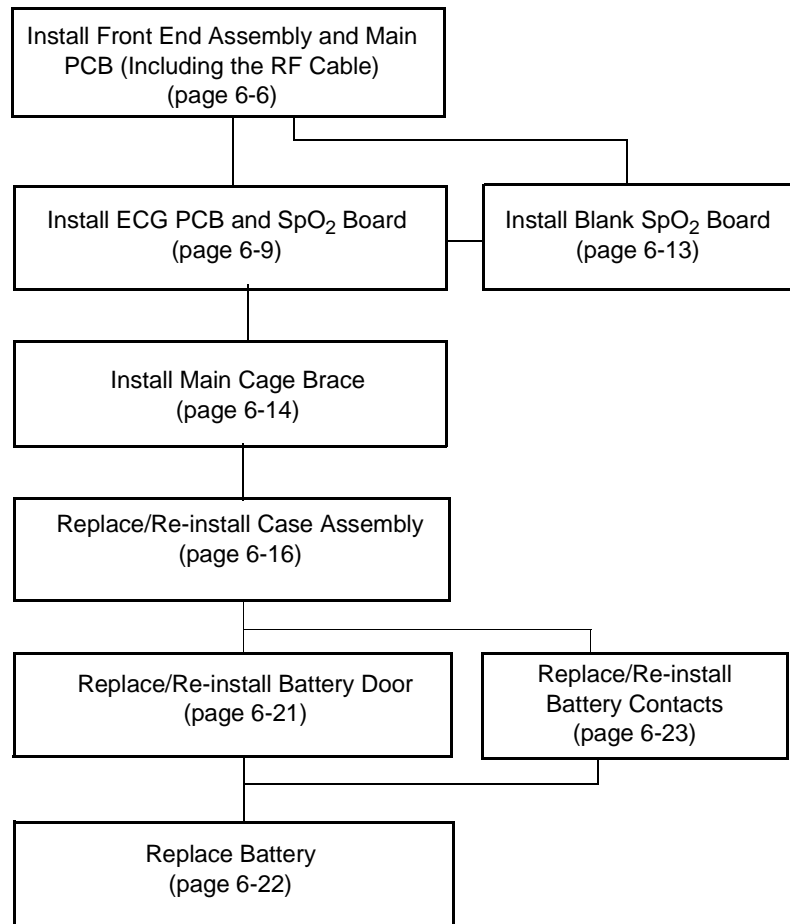 Install Front End Assembly and Main
PCB (Including the RF Cable)
(page 6-6)
Install ECG PCB and SpO₂ Board
(page 6-9)
Install Blank SpO₂ Board
(page 6-13)
Install Main Cage Brace
(page 6-14)
Replace/Re-install Case Assembly
(page 6-16)
Replace/Re-install Battery Door
(page 6-21)
Replace/Re-install
Battery Contacts
(page 6-23)
Replace Battery
(page 6-22)